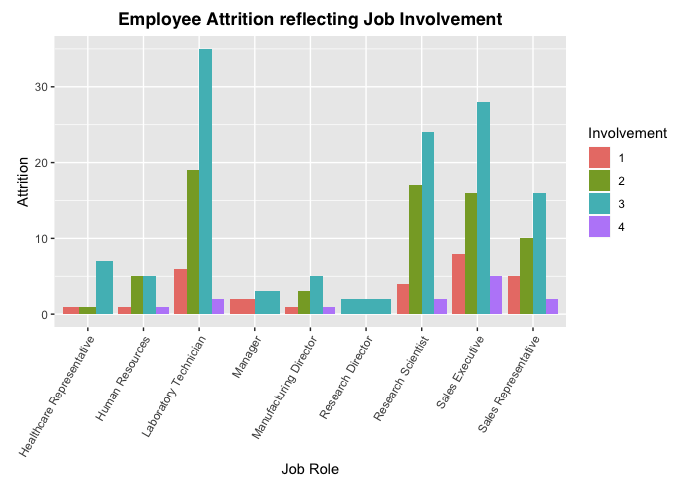 Employee Attrition reflecting Job Involvement
Attrition
30
20
10
0
Healthcare Representative
Human Resources
Laboratory Technician
Manager
Manufacturing Director
Research Director
Research Scientist
Sales Executive
Sales Representative
Job Role
Involvement
1
2
3
4